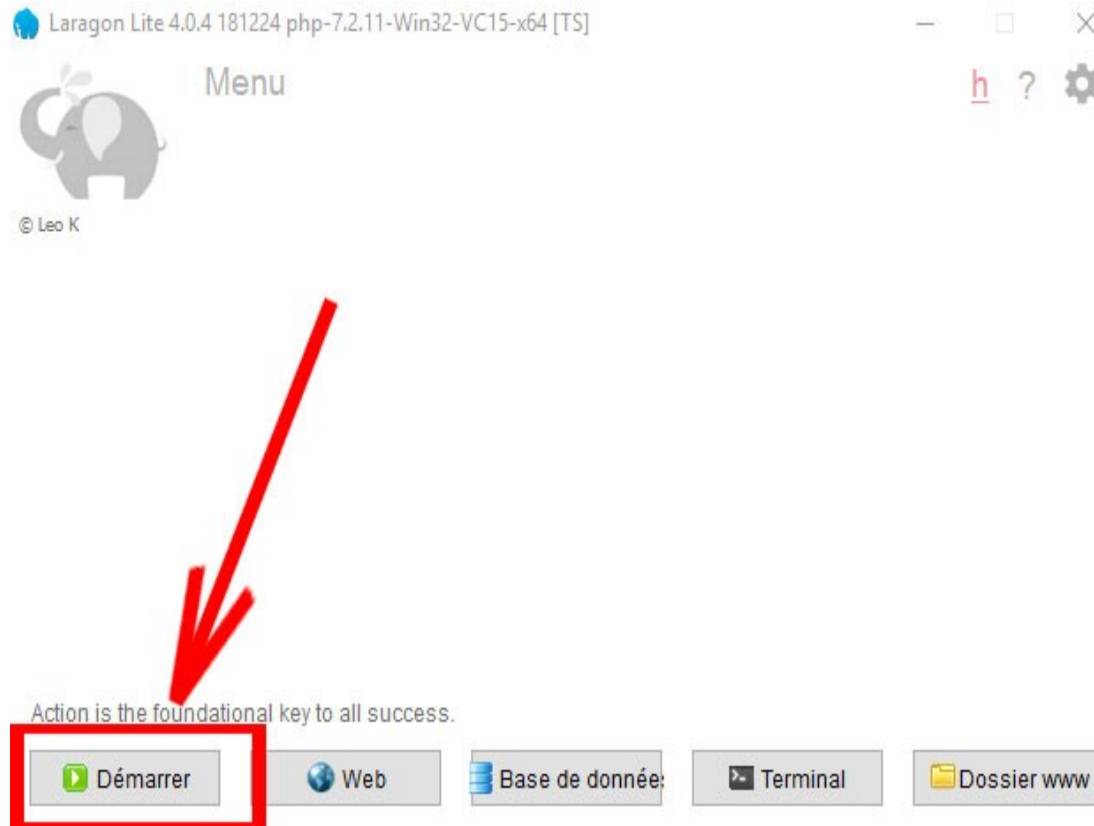 Laragon Lite 4.0.4 181224 php-7.2.11-Win32-VC15-x64 [TS]
Menu
h ?
© Leo K
Action is the foundational key to all success.
Démarrer Web Base de donnée Terminal Dossier www